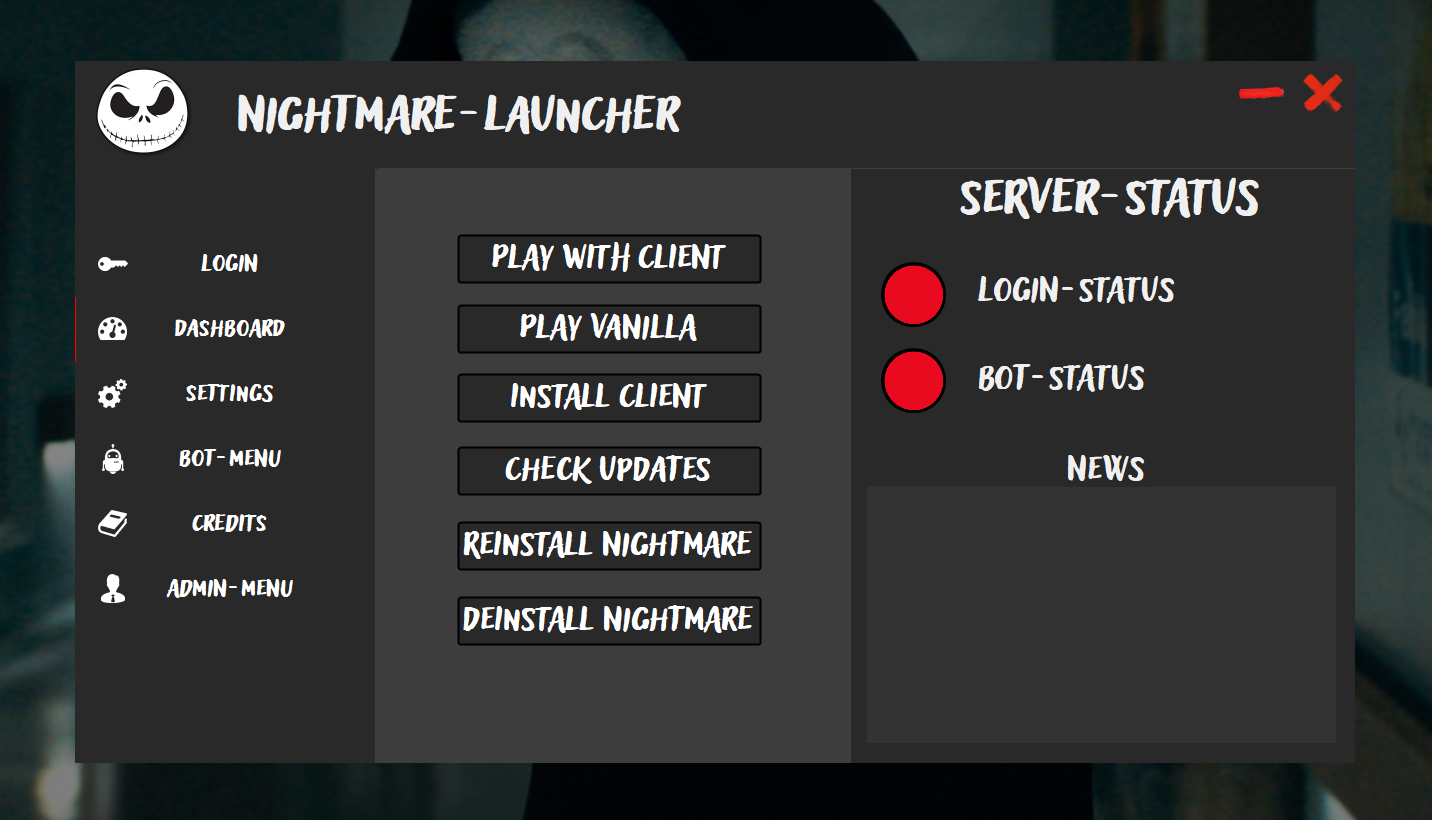 NIGHTMARE-LAUNCHER
LOGIN
DASHBOARD
SETTINGS
BOT-MENU
CREDITS
ADMIN-MENU
PLAY WITH CLIENT
PLAY VANILLA
INSTALL CLIENT
CHECK UPDATES
REINSTALL NIGHTMARE
DEINSTALL NIGHTMARE
SERVER-STATUS
LOGIN-STATUS
BOT-STATUS
NEWS